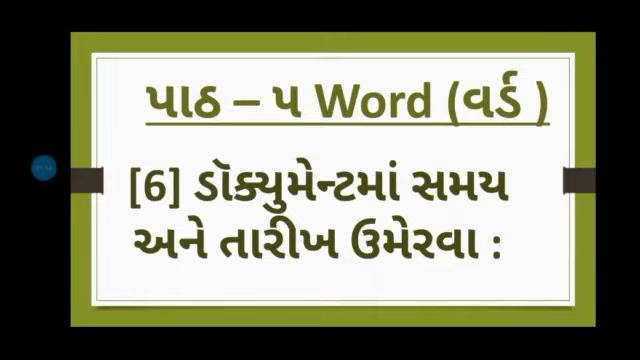 પાઠ – ૫ Word (વર્ડ )
[6] ડૉક્યુમેન્ટમાં સમય
અને તારીખ ઉમેરવા :